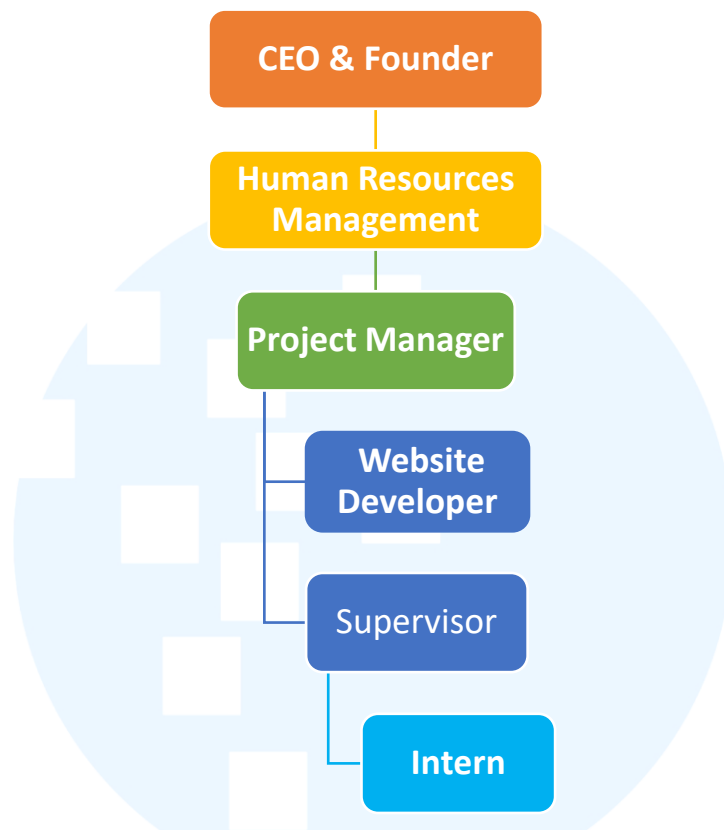 CEO & Founder
Human Resources
Management
Project Manager
Website
Developer
Supervisor
Intern